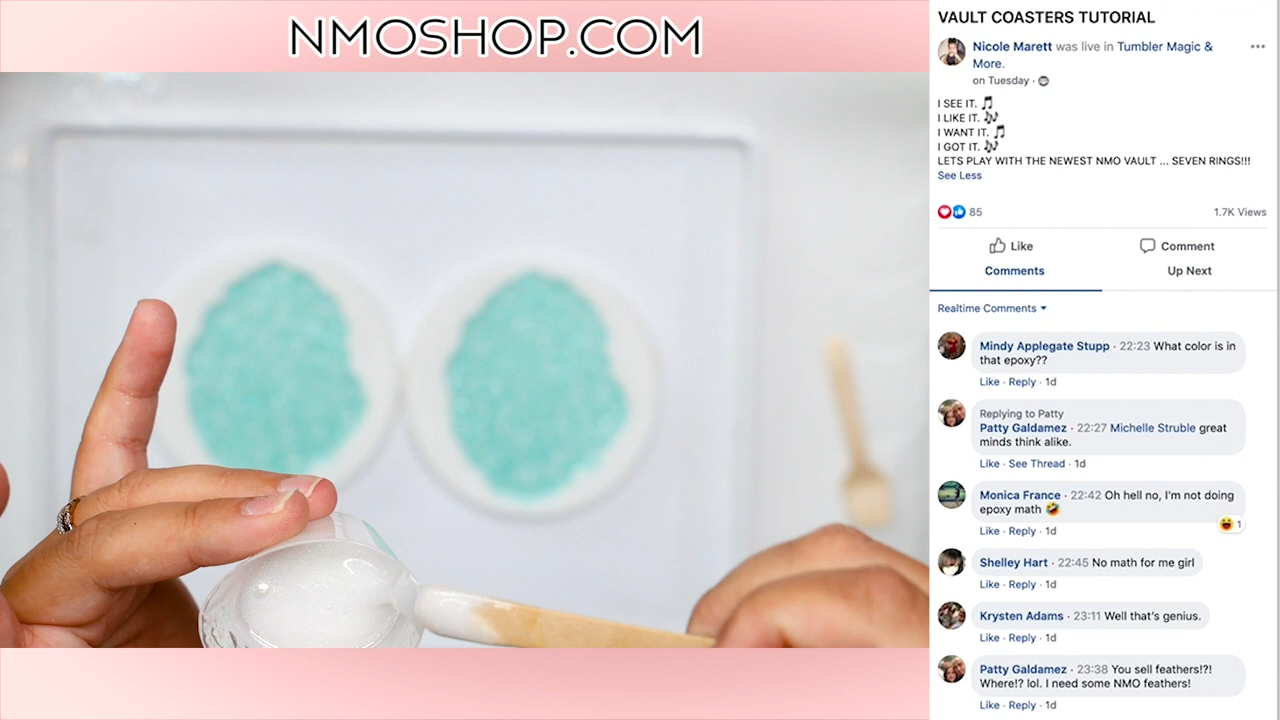 NMOSHOP.COM
VAULT COASTERS TUTORIAL
Nicole Marett was live in Tumbler Magic &
More.
on Tuesday ·
I SEE IT. 🎵
I LIKE IT. 🎶
I WANT IT. 🎵
I GOT IT. 🎶
LETS PLAY WITH THE NEWEST NMO VAULT ... SEVEN RINGS!!!
See Less
85
1.7K Views
Like
Comment
Comments
Up Next
Realtime Comments
Mindy Applegate Stupp · 22:23 What color is in
that epoxy??
Like · Reply · 1d
Replying to Patty
Patty Galdamez · 22:27 Michelle Struble great
minds think alike.
Like · See Thread · 1d
Monica France · 22:42 Oh hell no, I'm not doing
epoxy math 🤣
1
Like · Reply · 1d
Shelley Hart · 22:45 No math for me girl
Like · Reply · 1d
Krysten Adams · 23:11 Well that's genius.
Like · Reply · 1d
Patty Galdamez · 23:38 You sell feathers!?!
Where!? lol. I need some NMO feathers!
Like · Reply · 1d